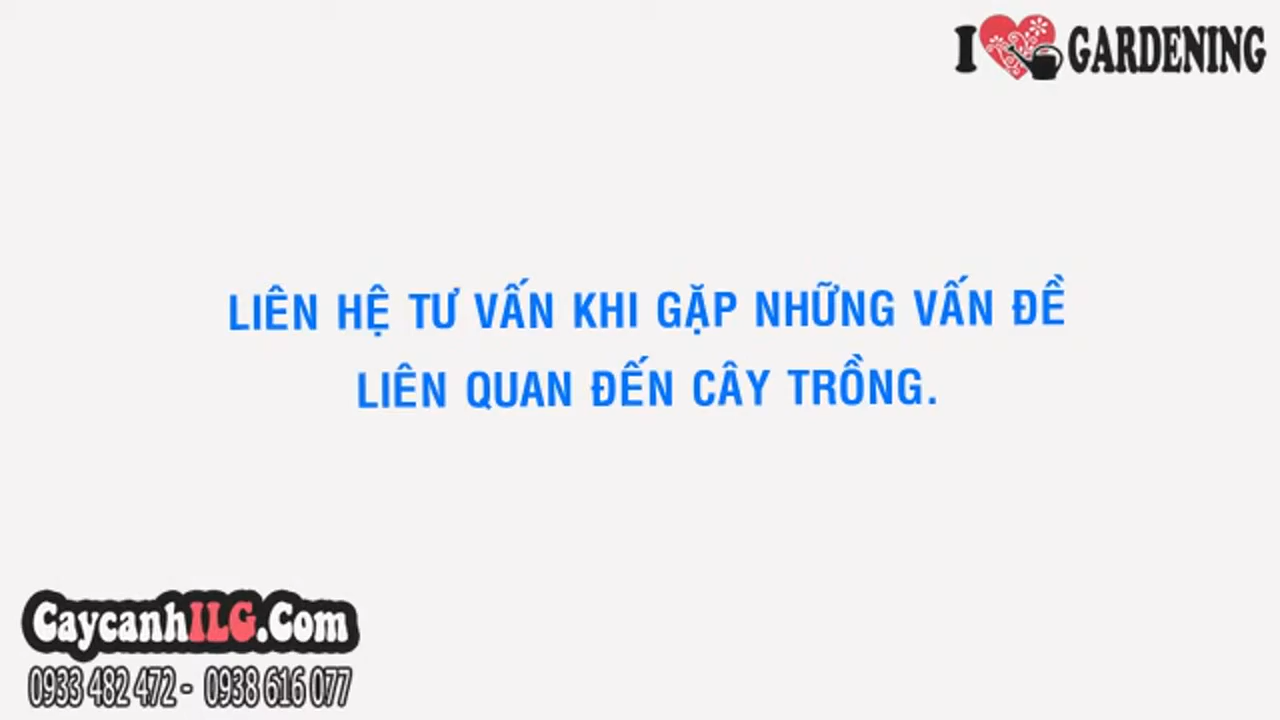 I GARDENING
LIÊN HỆ TƯ VẤN KHI GẶP NHỮNG VẤN ĐỀ
LIÊN QUAN ĐẾN CÂY TRỒNG.
CaycanhILG.Com
0933 482 472 - 0938 616 077